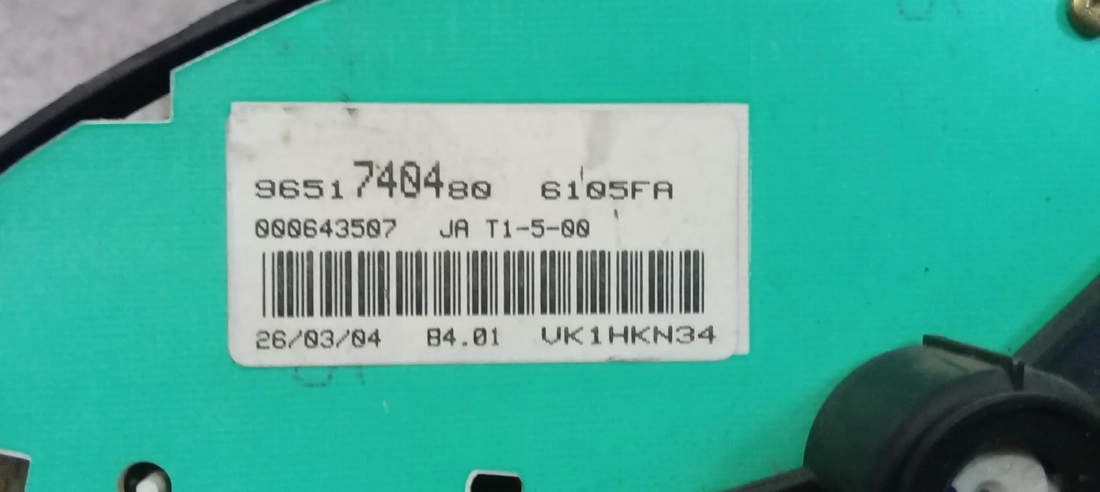 9651740480 6105FA
000643507 JA T1-5-00
26/03/04 B4.01 VK1HKN34